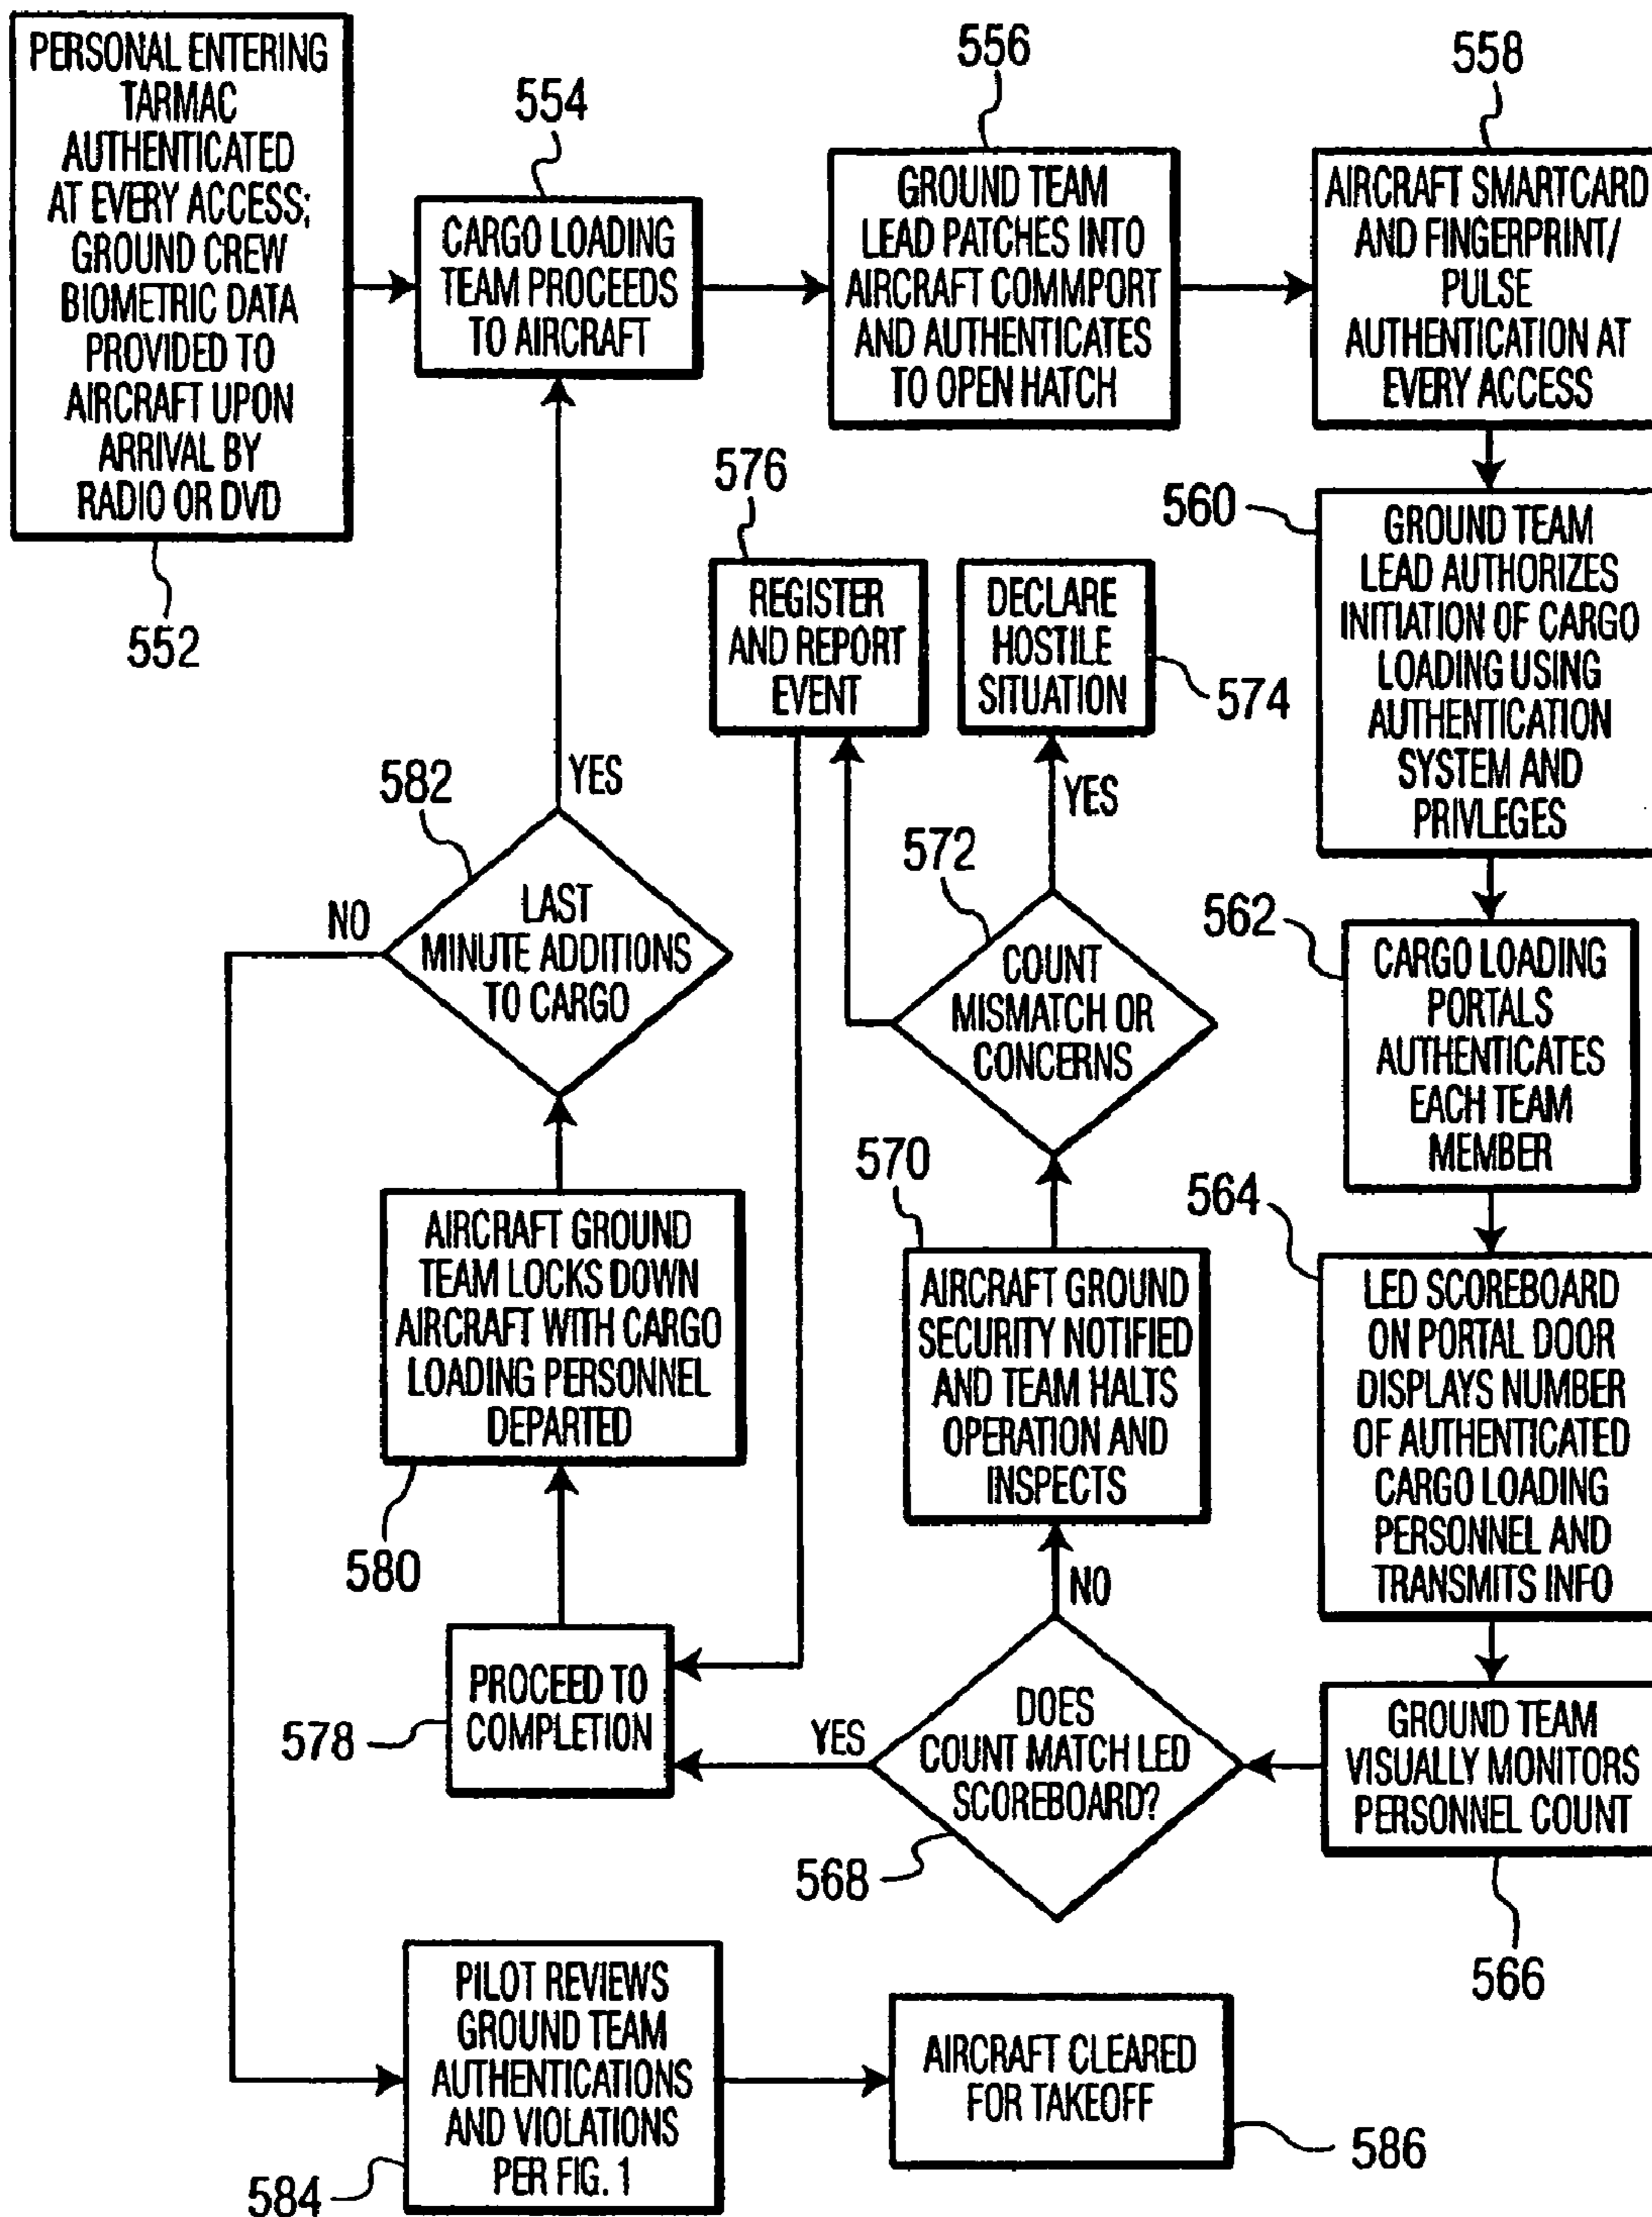 PERSONAL ENTERING
TARMAC
AUTHENTICATED
AT EVERY ACCESS;
GROUND CREW
BIOMETRIC DATA
PROVIDED TO
AIRCRAFT UPON
ARRIVAL BY
RADIO OR DVD
552
554
CARGO LOADING
TEAM PROCEEDS
TO AIRCRAFT
556
GROUND TEAM
LEAD PATCHES INTO
AIRCRAFT COMMPORT
AND AUTHENTICATES
TO OPEN HATCH
558
AIRCRAFT SMARTCARD
AND FINGERPRINT/
PULSE
AUTHENTICATION AT
EVERY ACCESS
560
GROUND TEAM
LEAD AUTHORIZES
INITIATION OF CARGO
LOADING USING
AUTHENTICATION
SYSTEM AND
PRIVLEGES
562
CARGO LOADING
PORTALS
AUTHENTICATES
EACH TEAM
MEMBER
564
LED SCOREBOARD
ON PORTAL DOOR
DISPLAYS NUMBER
OF AUTHENTICATED
CARGO LOADING
PERSONNEL AND
TRANSMITS INFO
GROUND TEAM
VISUALLY MONITORS
PERSONNEL COUNT
566
DOES
COUNT MATCH LED
SCOREBOARD?
568
NO
YES
570
AIRCRAFT GROUND
SECURITY NOTIFIED
AND TEAM HALTS
OPERATION AND
INSPECTS
572
COUNT
MISMATCH OR
CONCERNS
YES
DECLARE
HOSTILE
SITUATION
574
576
REGISTER
AND REPORT
EVENT
PROCEED TO
COMPLETION
578
AIRCRAFT GROUND
TEAM LOCKS DOWN
AIRCRAFT WITH CARGO
LOADING PERSONNEL
DEPARTED
580
582
LAST
MINUTE ADDITIONS
TO CARGO
YES
NO
PILOT REVIEWS
GROUND TEAM
AUTHENTICATIONS
AND VIOLATIONS
PER FIG. 1
584
AIRCRAFT CLEARED
FOR TAKEOFF
586